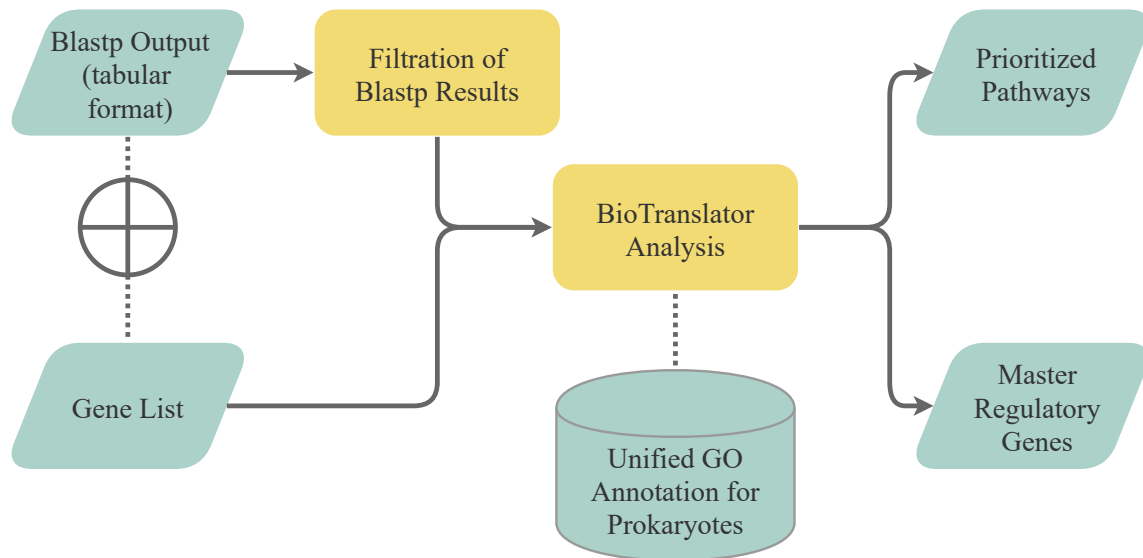 Blastp Output
(tabular
format)
Filtration of
Blastp Results
Prioritized
Pathways
BioTranslator
Analysis
Gene List
Unified GO
Annotation for
Prokaryotes
Master
Regulatory
Genes